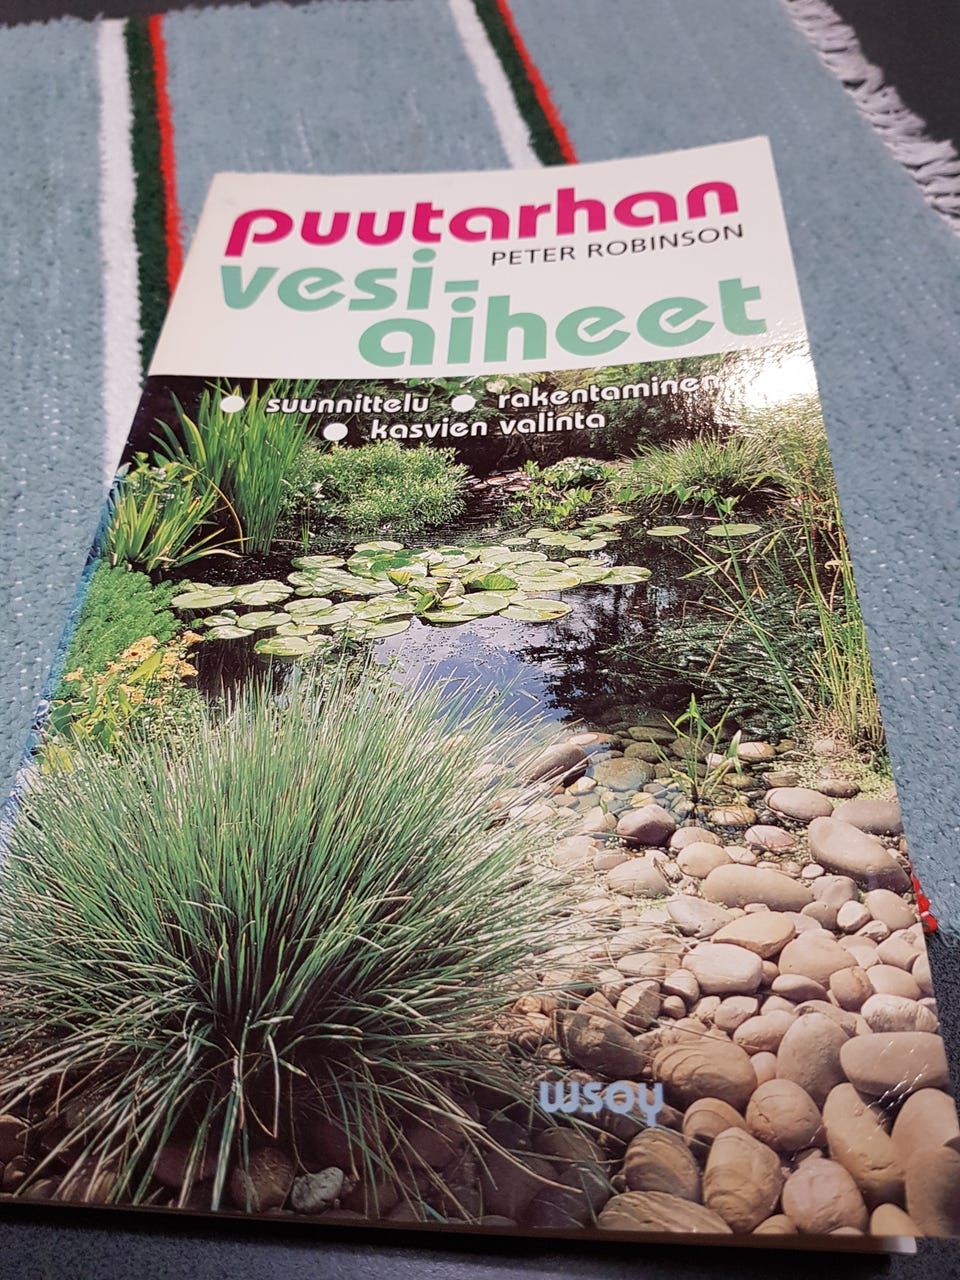 puutarhan
PETER ROBINSON
vesi-
aiheet
● suunnittelu ● rakentaminen
● kasvien valinta
wsoy